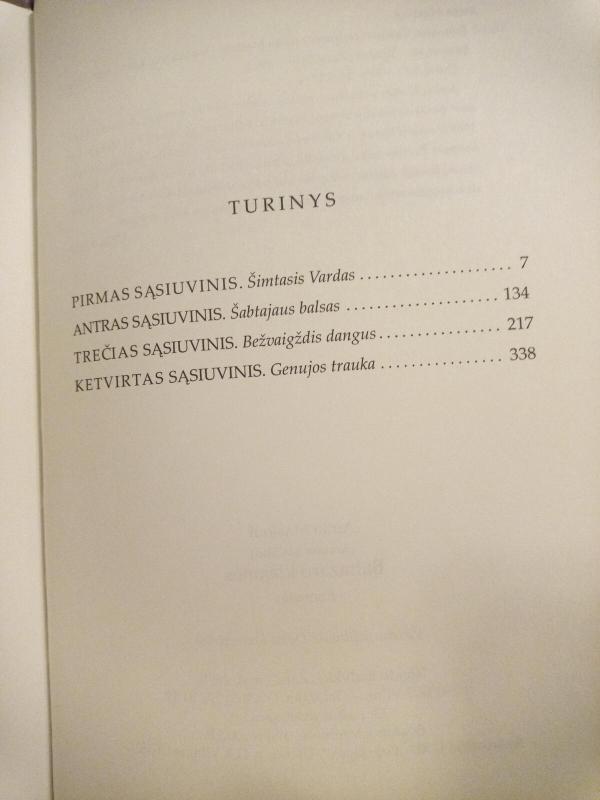 TURINYS
PIRMAS SĄSIUVINIS. Šimtasis Vardas . . . . . . . . . . . . . . . . . . . . 7
ANTRAS SĄSIUVINIS. Šabtajaus balsas . . . . . . . . . . . . . . . . . . . . 134
TREČIAS SĄSIUVINIS. Bežvaigždis dangus . . . . . . . . . . . . . . . . 217
KETVIRTAS SĄSIUVINIS. Genujos trauka . . . . . . . . . . . . . . . . 338